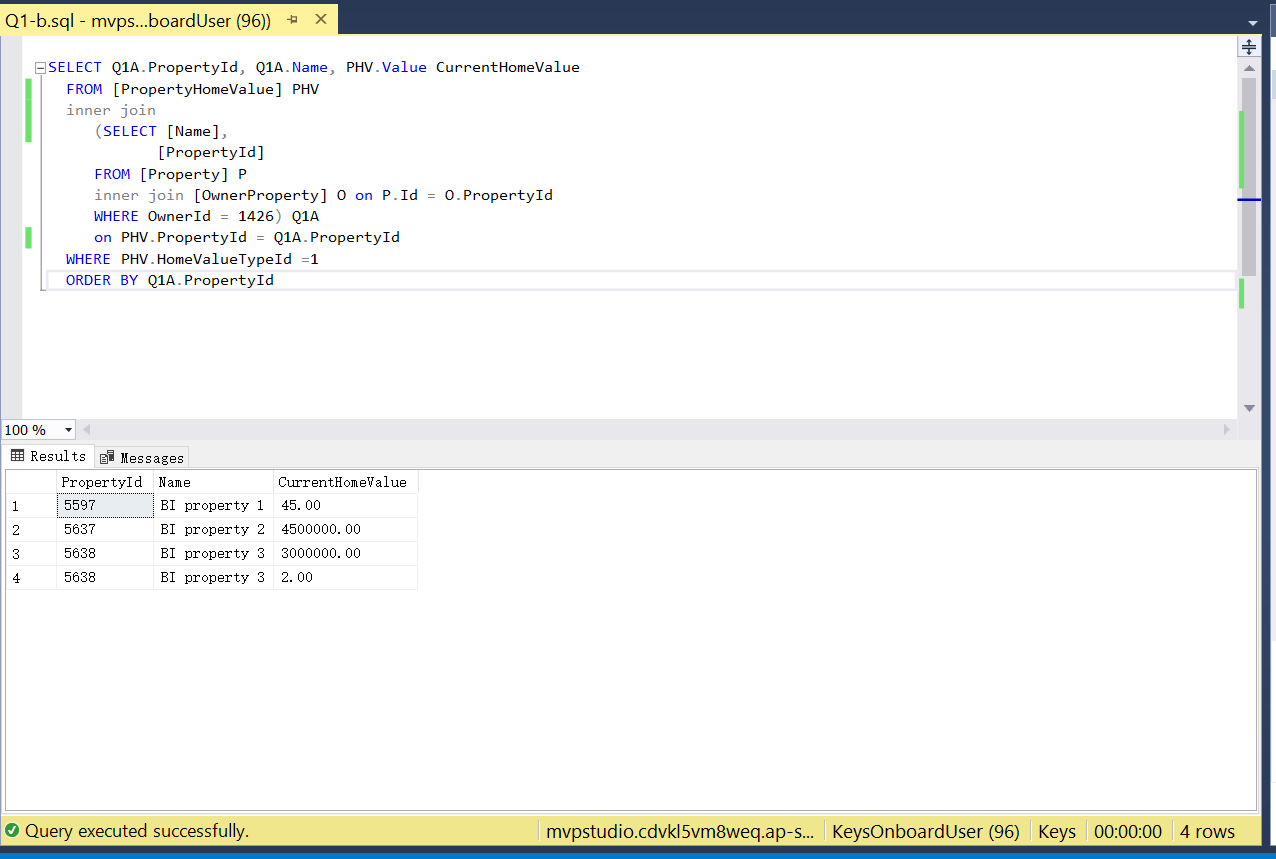 Q1-b.sql - mvps...boardUser (96))
SELECT Q1A.PropertyId, Q1A.Name, PHV.Value CurrentHomeValue
FROM [PropertyHomeValue] PHV
inner join
(SELECT [Name],
[PropertyId]
FROM [Property] P
inner join [OwnerProperty] O on P.Id = O.PropertyId
WHERE OwnerId = 1426) Q1A
on PHV.PropertyId = Q1A.PropertyId
WHERE PHV.HomeValueTypeId =1
ORDER BY Q1A.PropertyId
100 %
Results Messages
PropertyId Name CurrentHomeValue
1 5597 BI property 1 45.00
2 5637 BI property 2 4500000.00
3 5638 BI property 3 3000000.00
4 5638 BI property 3 2.00
Query executed successfully. mvpstudio.cdvkl5vm8weq.ap-s... KeysOnboardUser (96) Keys 00:00:00 4 rows